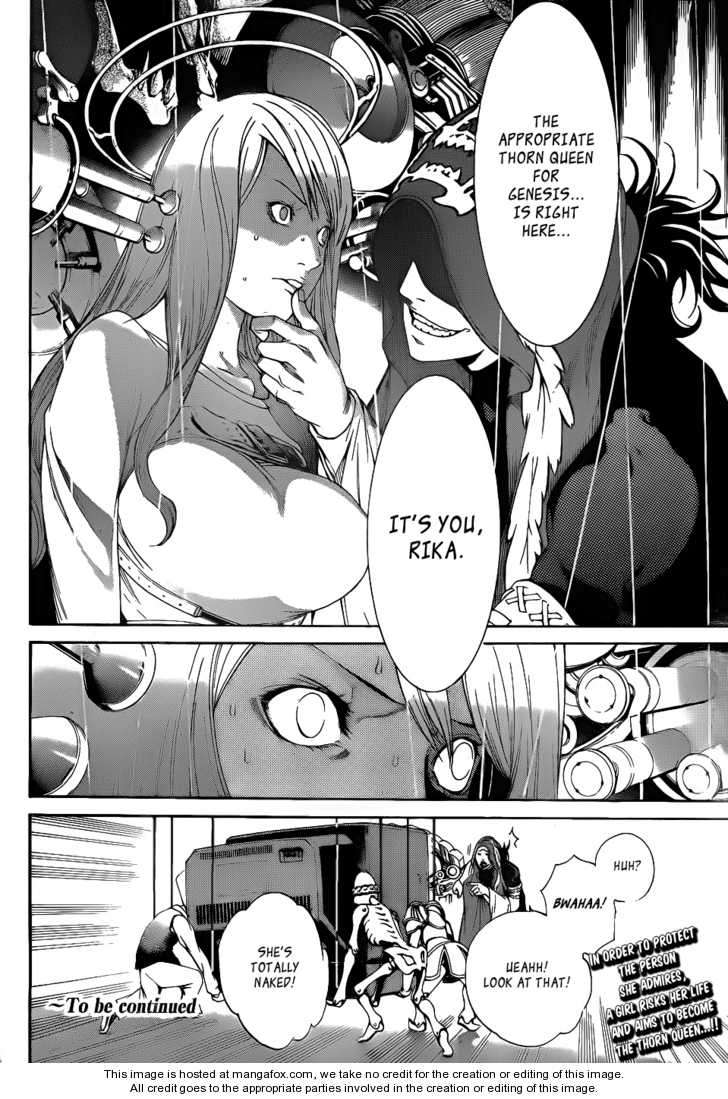 THE
APPROPRIATE
THORN QUEEN
FOR
GENESIS...
IS RIGHT
HERE...
IT'S YOU,
RIKA.
HUH?
BWAHAA!
UEAHH!
LOOK AT THAT!
SHE'S
TOTALLY
NAKED!
IN ORDER TO PROTECT
THE PERSON
SHE ADMIRES,
A GIRL RISKS HER LIFE
AND AIMS TO BECOME
THE THORN QUEEN...!!
~To be continued
This image is hosted at mangafox.com, we take no credit for the creation or editing of this image.
All credit goes to the appropriate parties involved in the creation or editing of this image.